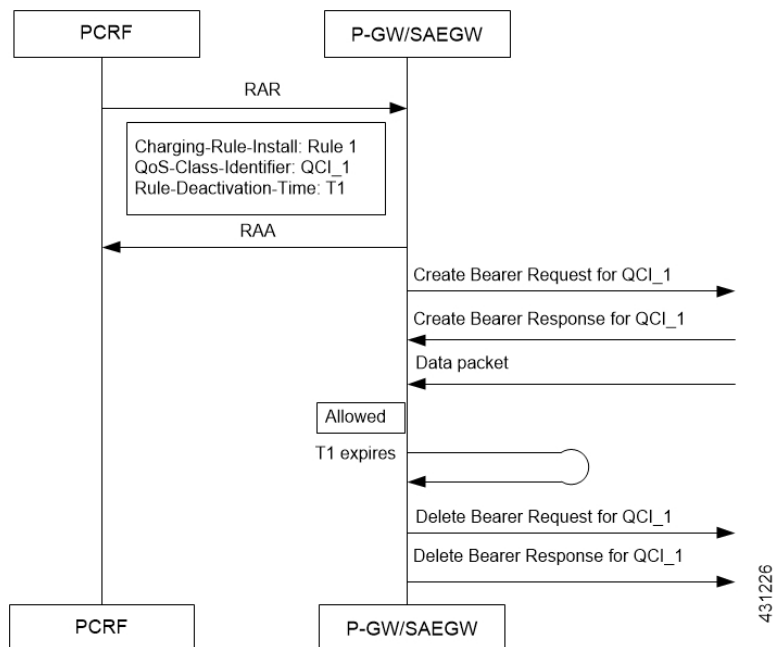 PCRF
P-GW/SAEGW
RAR
Charging-Rule-Install: Rule 1
QoS-Class-Identifier: QCI_1
Rule-Deactivation-Time: T1
RAA
Create Bearer Request for QCI_1
Create Bearer Response for QCI_1
Data packet
Allowed
T1 expires
Delete Bearer Request for QCI_1
Delete Bearer Response for QCI_1
PCRF
P-GW/SAEGW
431226